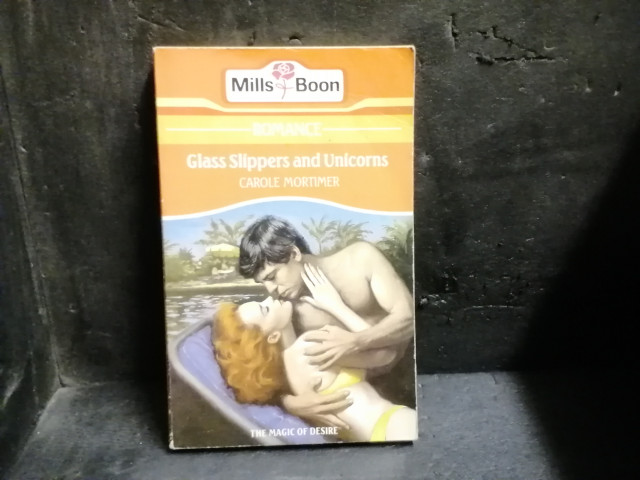 Mills & Boon
ROMANCE
Glass Slippers and Unicorns
CAROLE MORTIMER
THE MAGIC OF DESIRE